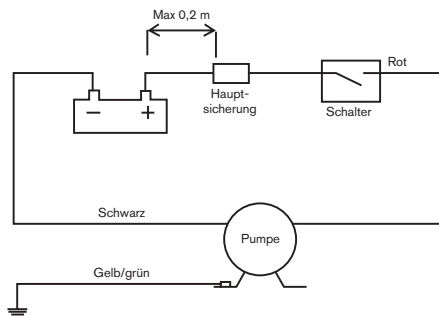 Max 0,2 m
Rot
Haupt-
sicherung
Schalter
− +
Schwarz
Pumpe
Gelb/grün